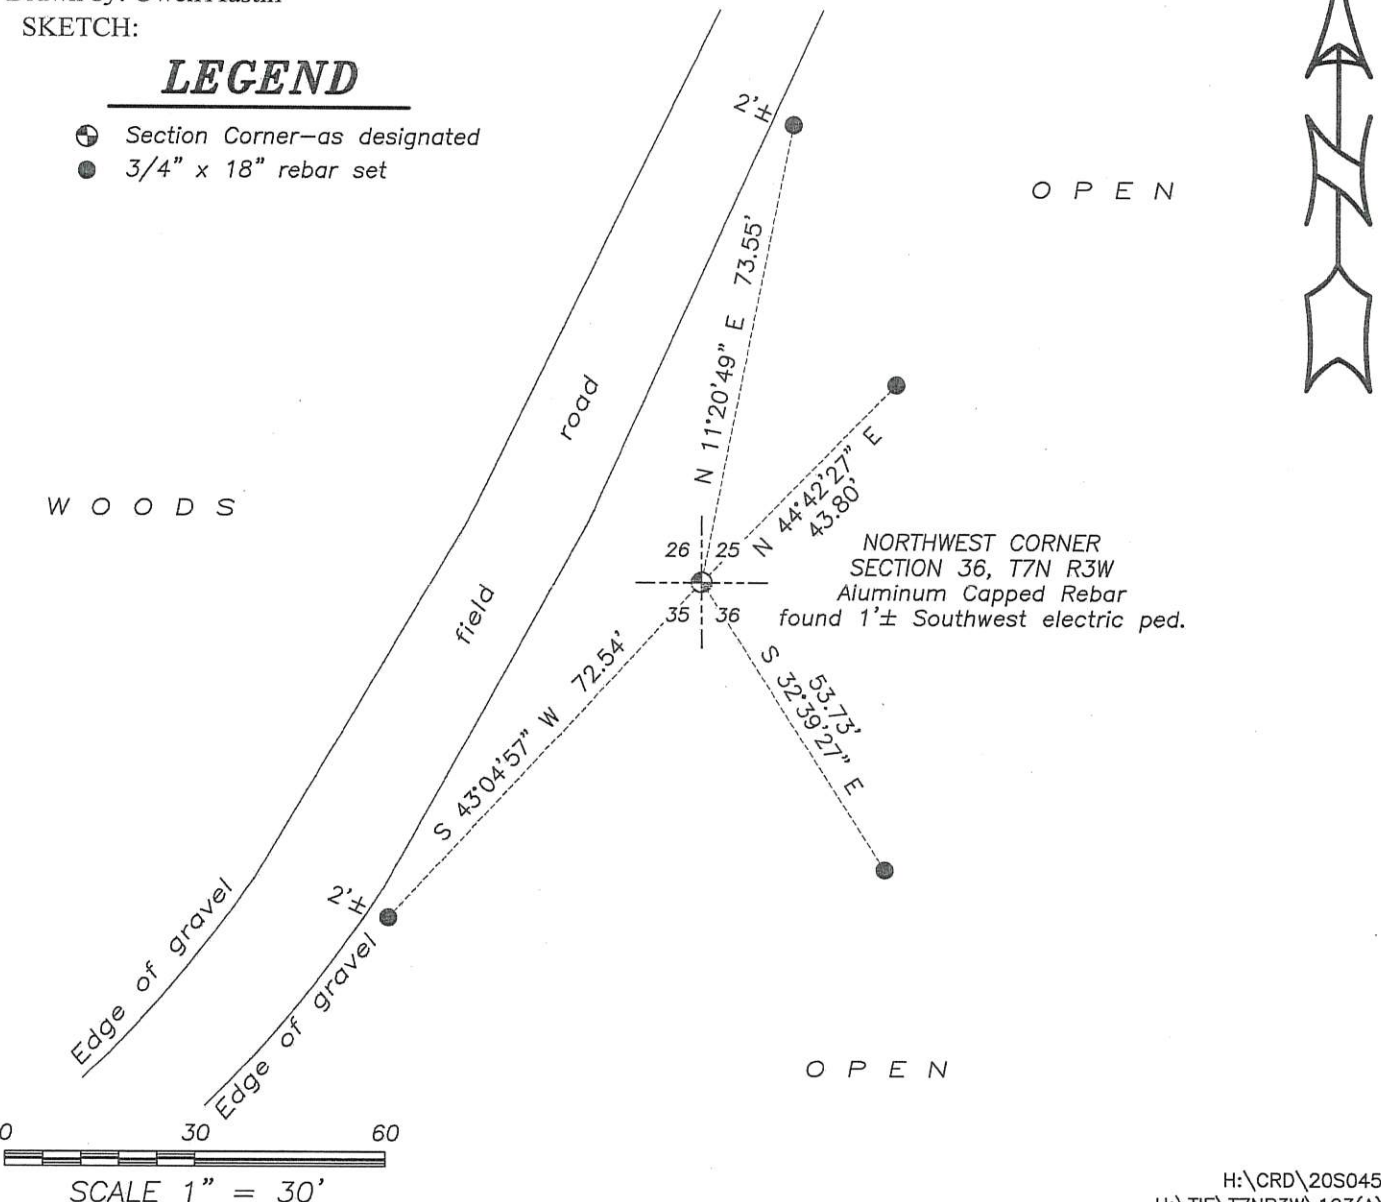 SKETCH:
LEGEND
Section Corner–as designated
3/4" x 18" rebar set
2'±
N 11°20'49" E 73.55'
O P E N
N
road
W O O D S
N 44°42'27" E
43.80'
26
25
35
36
NORTHWEST CORNER
SECTION 36, T7N R3W
Aluminum Capped Rebar
found 1'± Southwest electric ped.
field
S 43°04'57" W 72.54'
53.73'
S 32°39'27" E
2'±
Edge of gravel
Edge of gravel
O P E N
0 30 60
SCALE 1" = 30'
H:\CRD\20S045